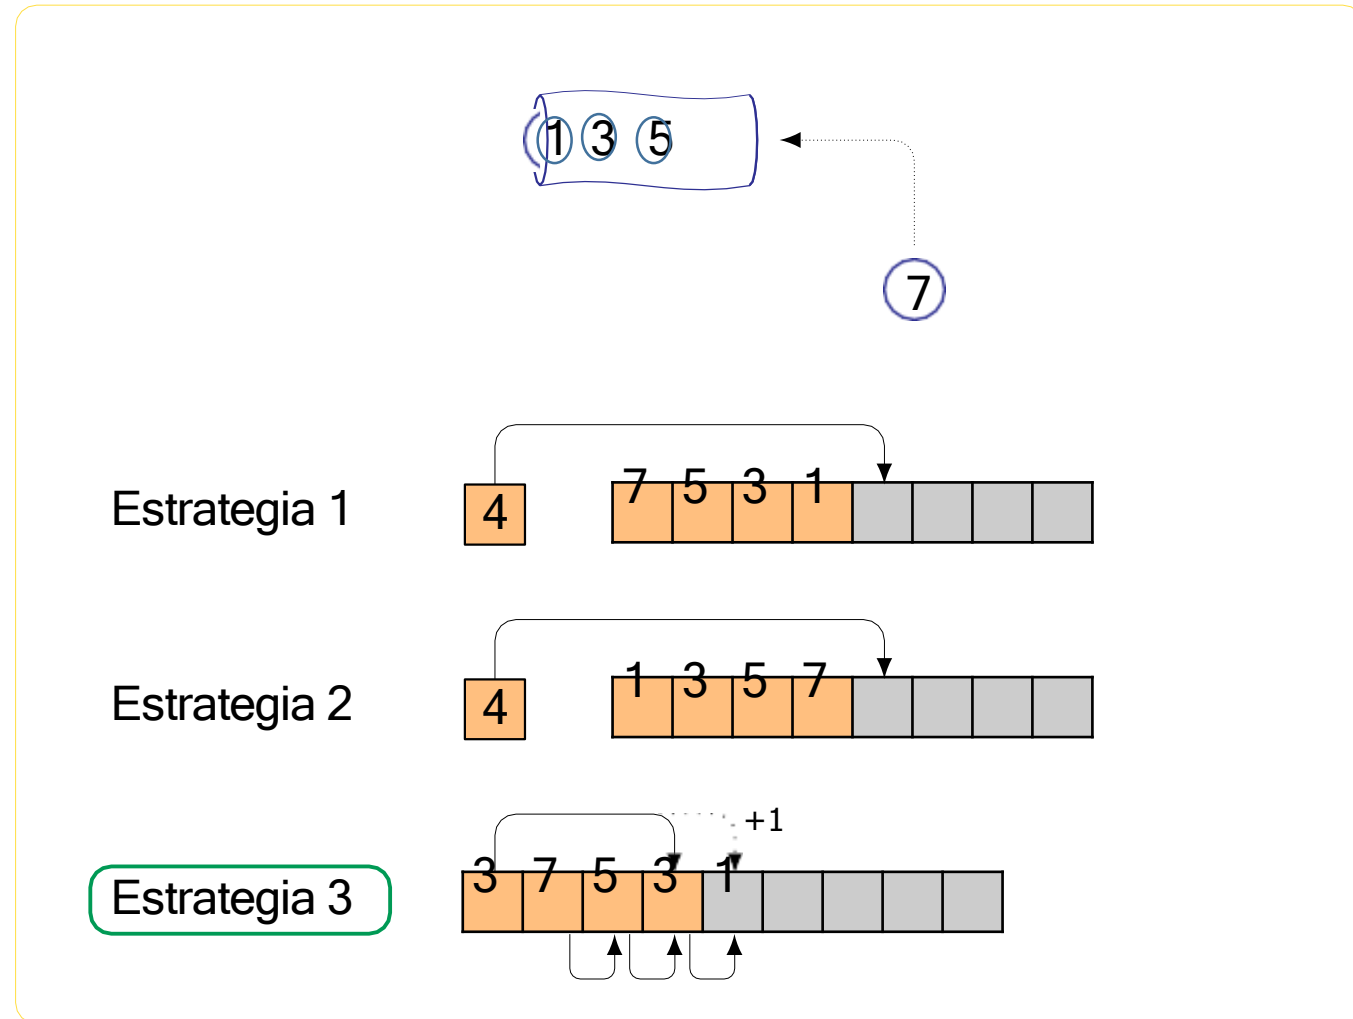 1 3 5
7
Estrategia 1 4 7 5 3 1
Estrategia 2 4 1 3 5 7
+1
Estrategia 3 3 7 5 3 1